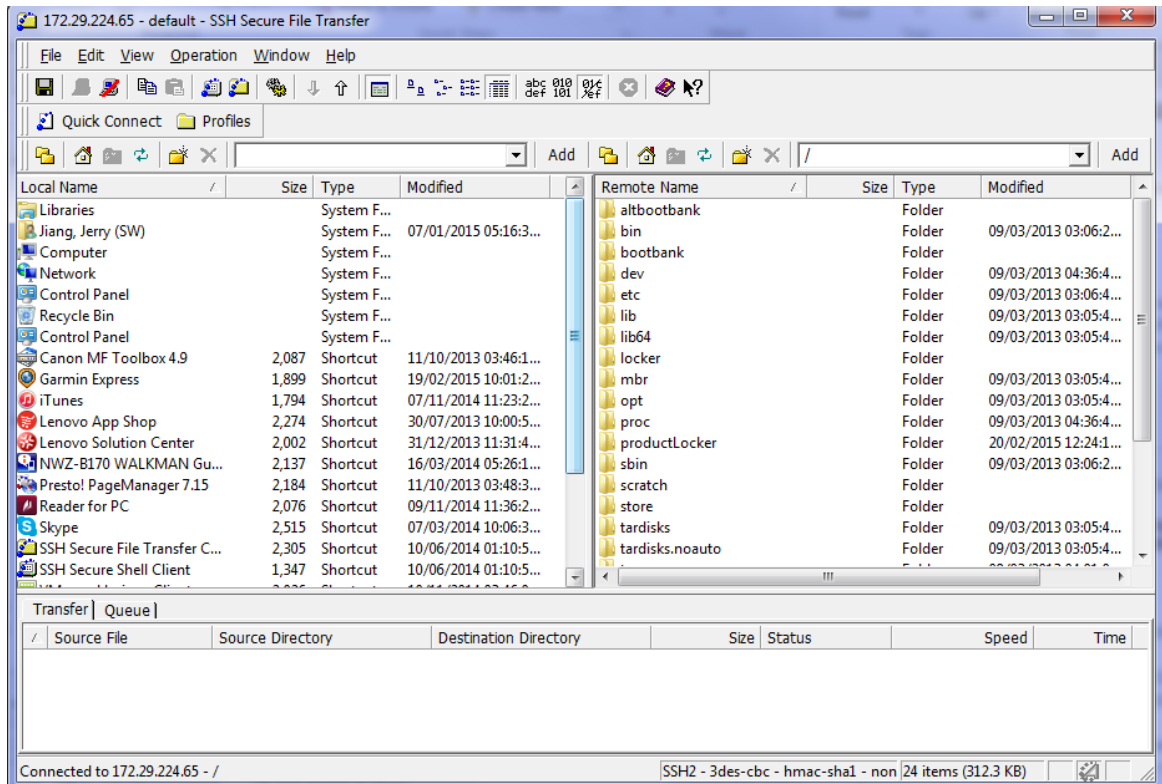 172.29.224.65 - default - SSH Secure File Transfer
File Edit View Operation Window Help
abc def 010 101
Quick Connect Profiles
Add / Add
Local Name / Size Type Modified
Libraries System F...
Jiang, Jerry (SW) System F... 07/01/2015 05:16:3...
Computer System F...
Network System F...
Control Panel System F...
Recycle Bin System F...
Control Panel System F...
Canon MF Toolbox 4.9 2,087 Shortcut 11/10/2013 03:46:1...
Garmin Express 1,899 Shortcut 19/02/2015 10:01:2...
iTunes 1,794 Shortcut 07/11/2014 11:23:2...
Lenovo App Shop 2,274 Shortcut 30/07/2013 10:00:5...
Lenovo Solution Center 2,002 Shortcut 31/12/2013 11:31:4...
NWZ-B170 WALKMAN Gu... 2,137 Shortcut 16/03/2014 05:26:1...
Presto! PageManager 7.15 2,184 Shortcut 11/10/2013 03:48:3...
Reader for PC 2,076 Shortcut 09/11/2014 11:36:2...
Skype 2,515 Shortcut 07/03/2014 10:06:3...
SSH Secure File Transfer C... 2,305 Shortcut 10/06/2014 01:10:5...
SSH Secure Shell Client 1,347 Shortcut 10/06/2014 01:10:5...
Remote Name / Size Type Modified
altbootbank Folder
bin Folder 09/03/2013 03:06:2...
bootbank Folder
dev Folder 09/03/2013 04:36:4...
etc Folder 09/03/2013 03:06:4...
lib Folder 09/03/2013 03:05:4...
lib64 Folder 09/03/2013 03:05:4...
locker Folder
mbr Folder 09/03/2013 03:05:4...
opt Folder 09/03/2013 03:05:4...
proc Folder 09/03/2013 04:36:4...
productLocker Folder 20/02/2015 12:24:1...
sbin Folder 09/03/2013 03:06:2...
scratch Folder
store Folder
tardisks Folder 09/03/2013 03:05:4...
tardisks.noauto Folder 09/03/2013 03:05:4...
Transfer Queue
/ Source File Source Directory Destination Directory Size Status Speed Time
Connected to 172.29.224.65 - / SSH2 - 3des-cbc - hmac-sha1 - non 24 items (312.3 KB)